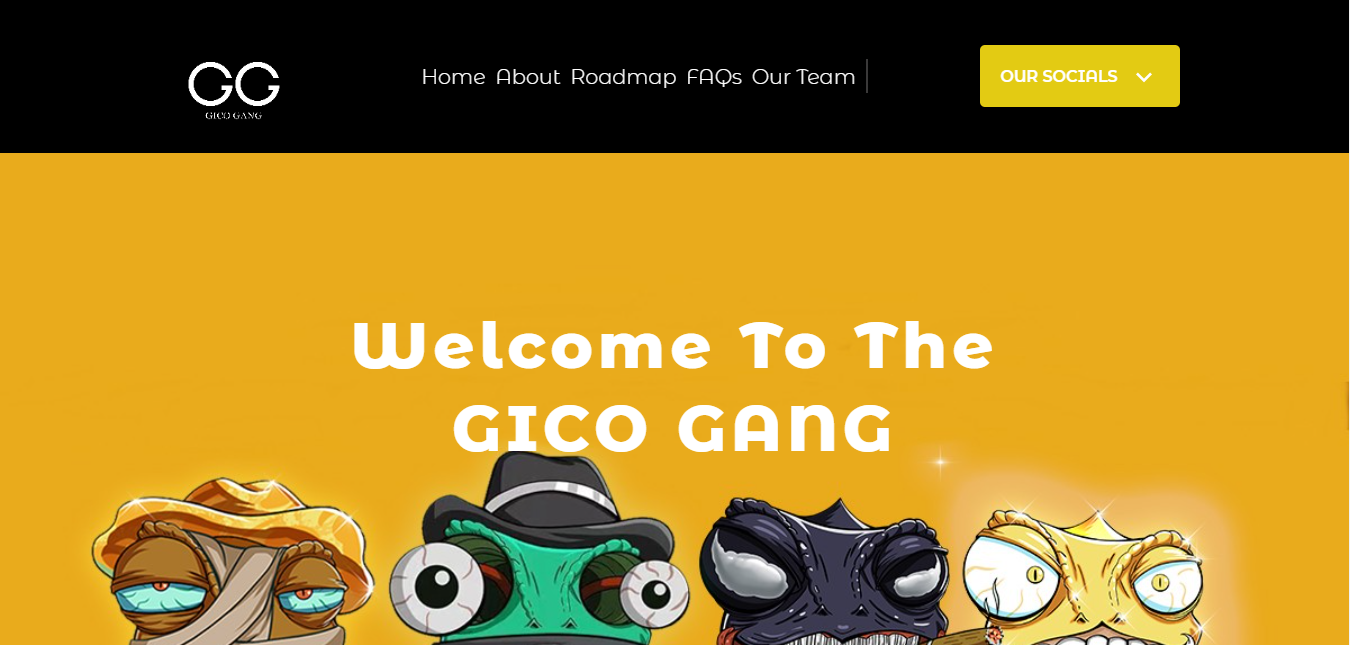 GG
GICO GANG
Home About Roadmap FAQs Our Team
OUR SOCIALS
Welcome To The
GICO GANG